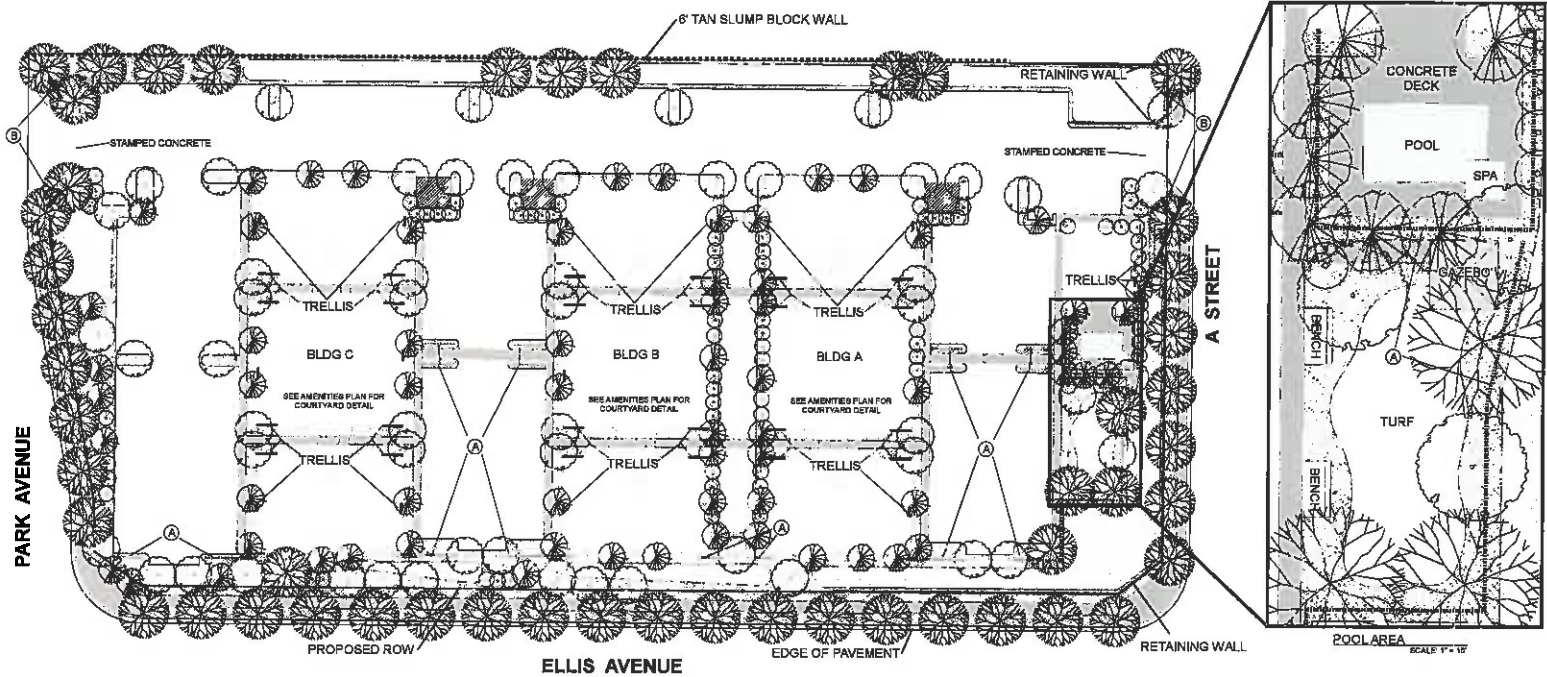 6' TAN SLUMP BLOCK WALL
RETAINING WALL
CONCRETE
DECK
B
STAMPED CONCRETE
STAMPED CONCRETE
B
POOL
SPA
TRELLIS
TRELLIS
TRELLIS
TRELLIS
GAZEBO
BLDG C
BLDG B
BLDG A
A STREET
BENCH
A
SEE AMENITIES PLAN FOR
COURTYARD DETAIL
SEE AMENITIES PLAN FOR
COURTYARD DETAIL
SEE AMENITIES PLAN FOR
COURTYARD DETAIL
TURF
PARK AVENUE
TRELLIS
A
TRELLIS
TRELLIS
A
BENCH
A
A
PROPOSED ROW
EDGE OF PAVEMENT
RETAINING WALL
POOL AREA
SCALE: 1" = 10'
ELLIS AVENUE